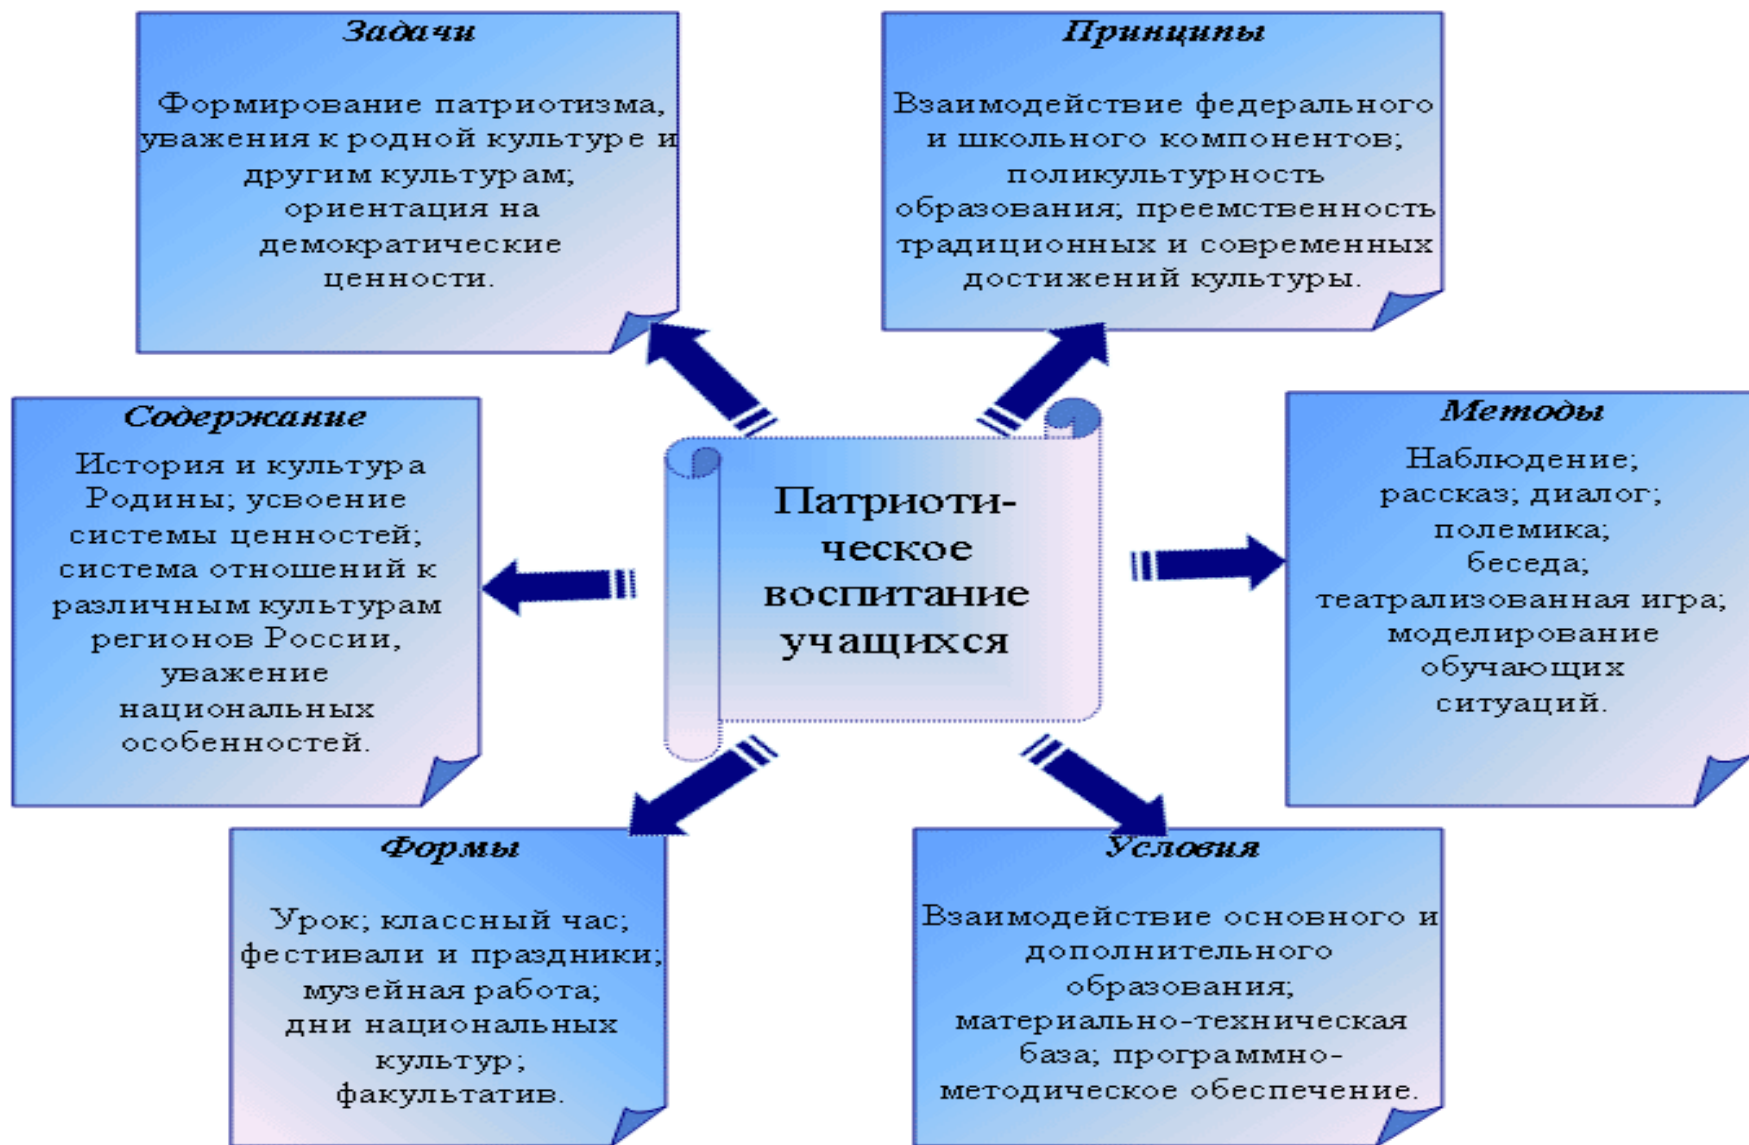 Задачи
Формирование патриотизма,
уважения к родной культуре и
другим культурам;
ориентация на
демократические
ценности.
Принципы
Взаимодействие федерального
и школьного компонентов;
поликультурность
образования; преемственность
традиционных и современных
достижений культуры.
Содержание
История и культура
Родины; усвоение
системы ценностей;
система отношений к
различным культурам
регионов России,
уважение
национальных
особенностей.
Патриоти-
ческое
воспитание
учащихся
Методы
Наблюдение;
рассказ; диалог;
полемика;
беседа;
театрализованная игра;
моделирование
обучающих
ситуаций.
Формы
Урок; классный час;
фестивали и праздники;
музейная работа;
дни национальных
культур;
факультатив.
Условия
Взаимодействие основного и
дополнительного
образования;
материально-техническая
база; программно-
методическое обеспечение.